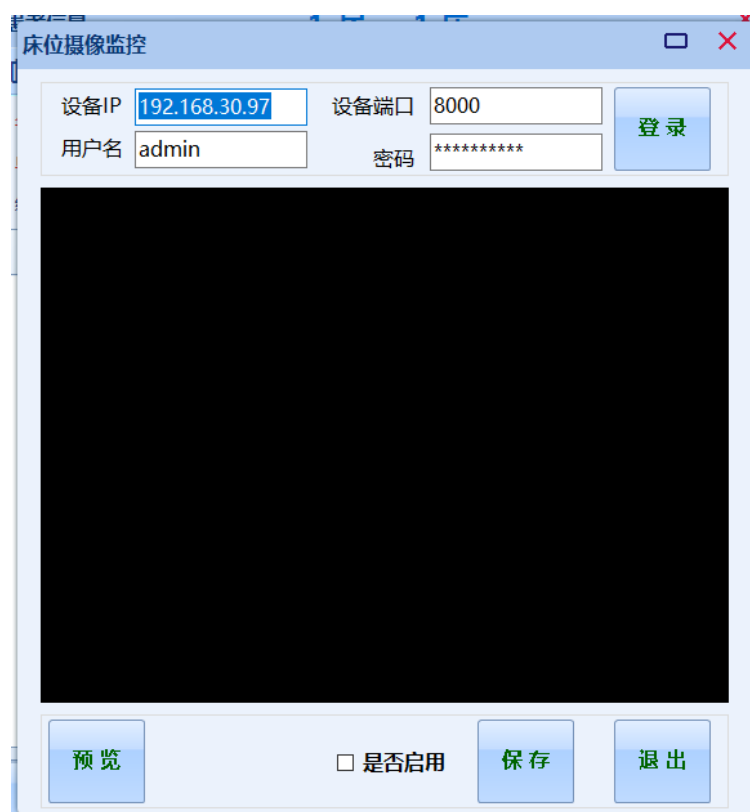 床位摄像监控
设备IP 192.168.30.97 设备端口 8000 登录
用户名 admin 密码 **********
预览 是否启用 保存 退出